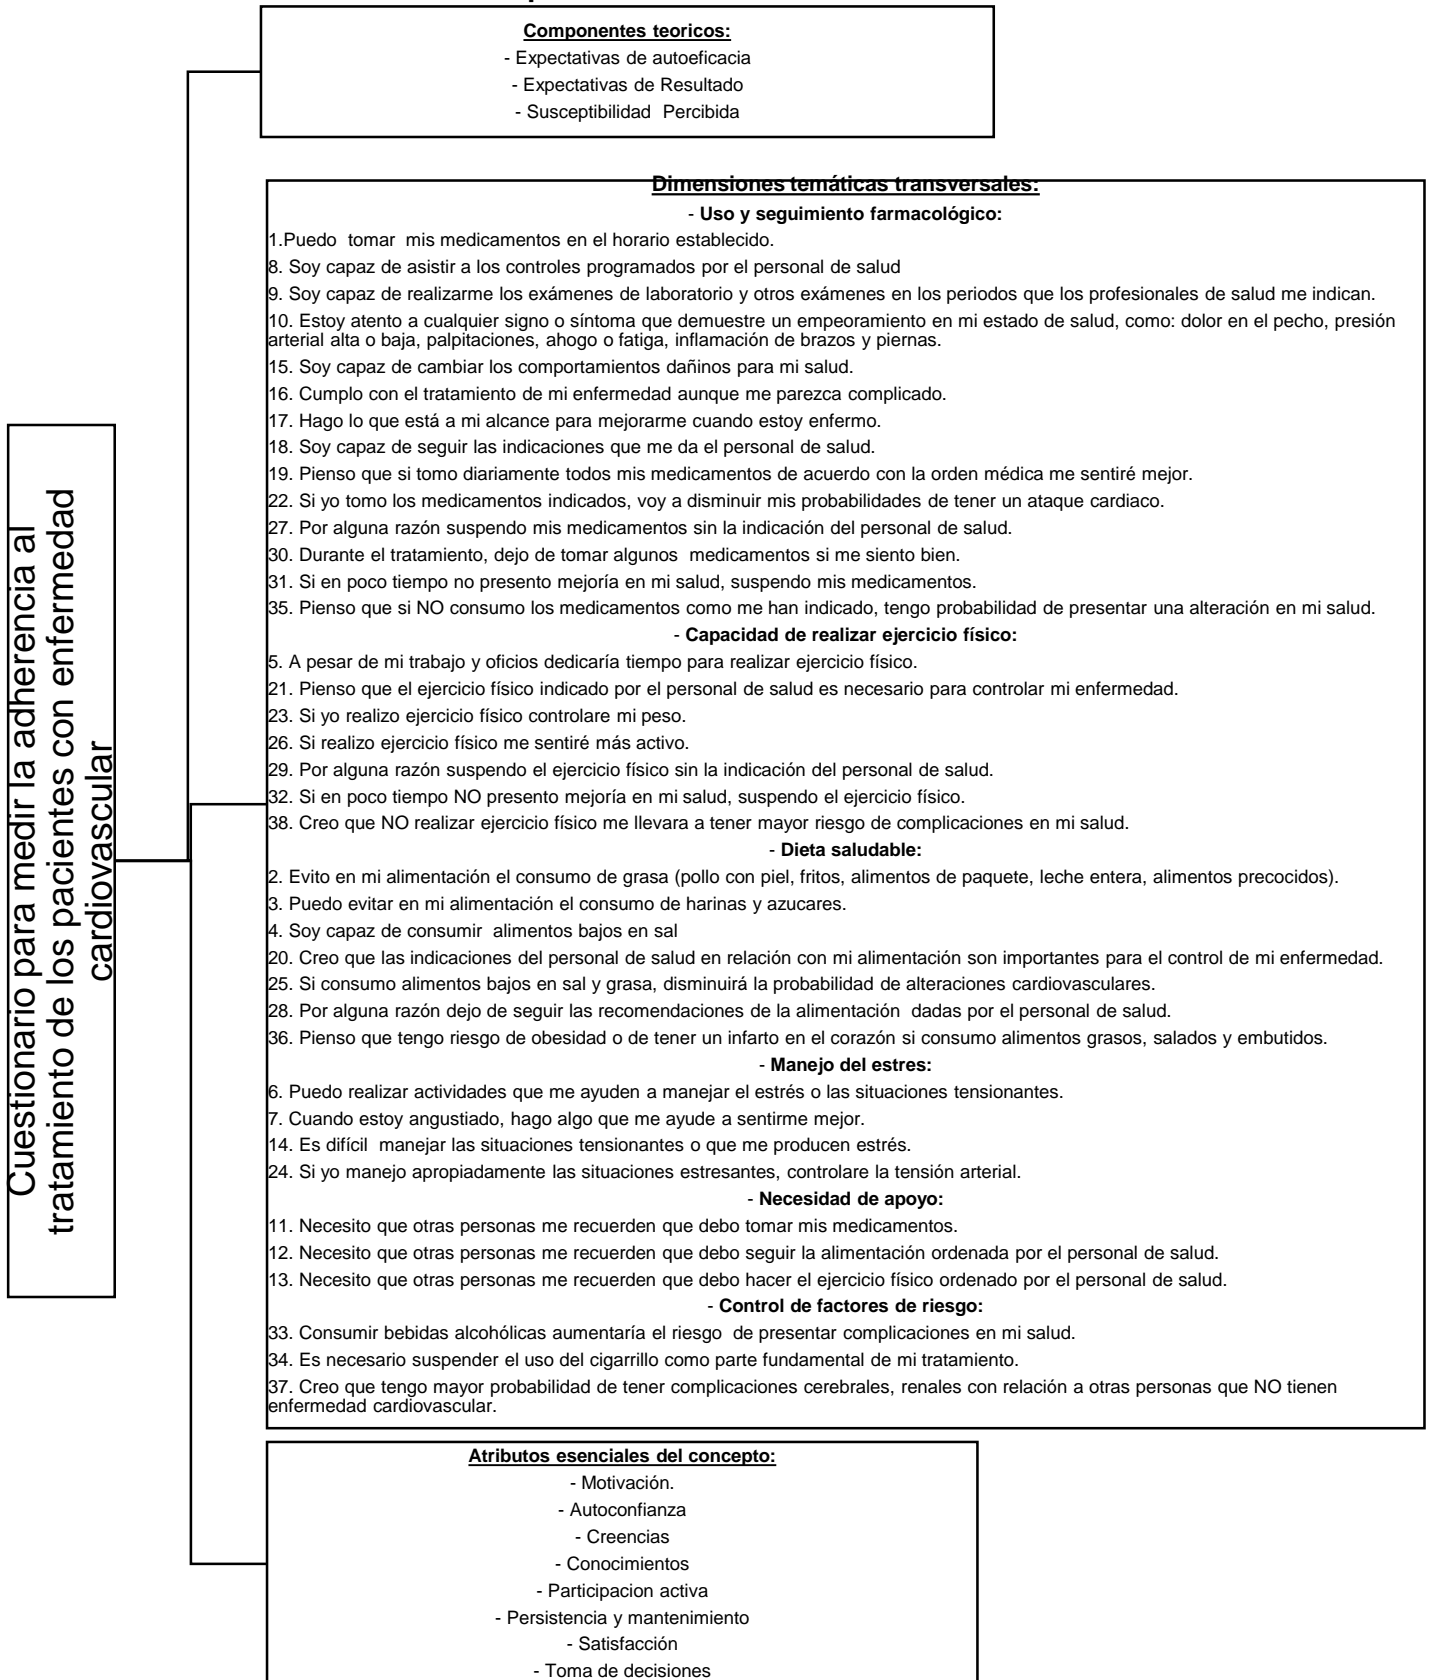 Componentes teoricos:
- Expectativas de autoeficacia
- Expectativas de Resultado
- Susceptibilidad Percibida
Dimensiones temáticas transversales:
- Uso y seguimiento farmacológico:
1.Puedo tomar mis medicamentos en el horario establecido.
8. Soy capaz de asistir a los controles programados por el personal de salud
9. Soy capaz de realizarme los exámenes de laboratorio y otros exámenes en los periodos que los profesionales de salud me indican.
10. Estoy atento a cualquier signo o síntoma que demuestre un empeoramiento en mi estado de salud, como: dolor en el pecho, presión
arterial alta o baja, palpitaciones, ahogo o fatiga, inflamación de brazos y piernas.
15. Soy capaz de cambiar los comportamientos dañinos para mi salud.
16. Cumplo con el tratamiento de mi enfermedad aunque me parezca complicado.
17. Hago lo que está a mi alcance para mejorarme cuando estoy enfermo.
18. Soy capaz de seguir las indicaciones que me da el personal de salud.
19. Pienso que si tomo diariamente todos mis medicamentos de acuerdo con la orden médica me sentiré mejor.
22. Si yo tomo los medicamentos indicados, voy a disminuir mis probabilidades de tener un ataque cardiaco.
27. Por alguna razón suspendo mis medicamentos sin la indicación del personal de salud.
30. Durante el tratamiento, dejo de tomar algunos medicamentos si me siento bien.
31. Si en poco tiempo no presento mejoría en mi salud, suspendo mis medicamentos.
35. Pienso que si NO consumo los medicamentos como me han indicado, tengo probabilidad de presentar una alteración en mi salud.
- Capacidad de realizar ejercicio físico:
5. A pesar de mi trabajo y oficios dedicaría tiempo para realizar ejercicio físico.
21. Pienso que el ejercicio físico indicado por el personal de salud es necesario para controlar mi enfermedad.
23. Si yo realizo ejercicio físico controlare mi peso.
26. Si realizo ejercicio físico me sentiré más activo.
29. Por alguna razón suspendo el ejercicio físico sin la indicación del personal de salud.
32. Si en poco tiempo NO presento mejoría en mi salud, suspendo el ejercicio físico.
38. Creo que NO realizar ejercicio físico me llevara a tener mayor riesgo de complicaciones en mi salud.
- Dieta saludable:
2. Evito en mi alimentación el consumo de grasa (pollo con piel, fritos, alimentos de paquete, leche entera, alimentos precocidos).
3. Puedo evitar en mi alimentación el consumo de harinas y azucares.
4. Soy capaz de consumir alimentos bajos en sal
20. Creo que las indicaciones del personal de salud en relación con mi alimentación son importantes para el control de mi enfermedad.
25. Si consumo alimentos bajos en sal y grasa, disminuirá la probabilidad de alteraciones cardiovasculares.
28. Por alguna razón dejo de seguir las recomendaciones de la alimentación dadas por el personal de salud.
36. Pienso que tengo riesgo de obesidad o de tener un infarto en el corazón si consumo alimentos grasos, salados y embutidos.
- Manejo del estres:
6. Puedo realizar actividades que me ayuden a manejar el estrés o las situaciones tensionantes.
7. Cuando estoy angustiado, hago algo que me ayude a sentirme mejor.
14. Es difícil manejar las situaciones tensionantes o que me producen estrés.
24. Si yo manejo apropiadamente las situaciones estresantes, controlare la tensión arterial.
- Necesidad de apoyo:
11. Necesito que otras personas me recuerden que debo tomar mis medicamentos.
12. Necesito que otras personas me recuerden que debo seguir la alimentación ordenada por el personal de salud.
13. Necesito que otras personas me recuerden que debo hacer el ejercicio físico ordenado por el personal de salud.
- Control de factores de riesgo:
33. Consumir bebidas alcohólicas aumentaría el riesgo de presentar complicaciones en mi salud.
34. Es necesario suspender el uso del cigarrillo como parte fundamental de mi tratamiento.
37. Creo que tengo mayor probabilidad de tener complicaciones cerebrales, renales con relación a otras personas que NO tienen
enfermedad cardiovascular.
Cuestionario para medir la adherencia al
tratamiento de los pacientes con enfermedad
cardiovascular
Atributos esenciales del concepto:
- Motivación.
- Autoconfianza
- Creencias
- Conocimientos
- Participacion activa
- Persistencia y mantenimiento
- Satisfacción
- Toma de decisiones